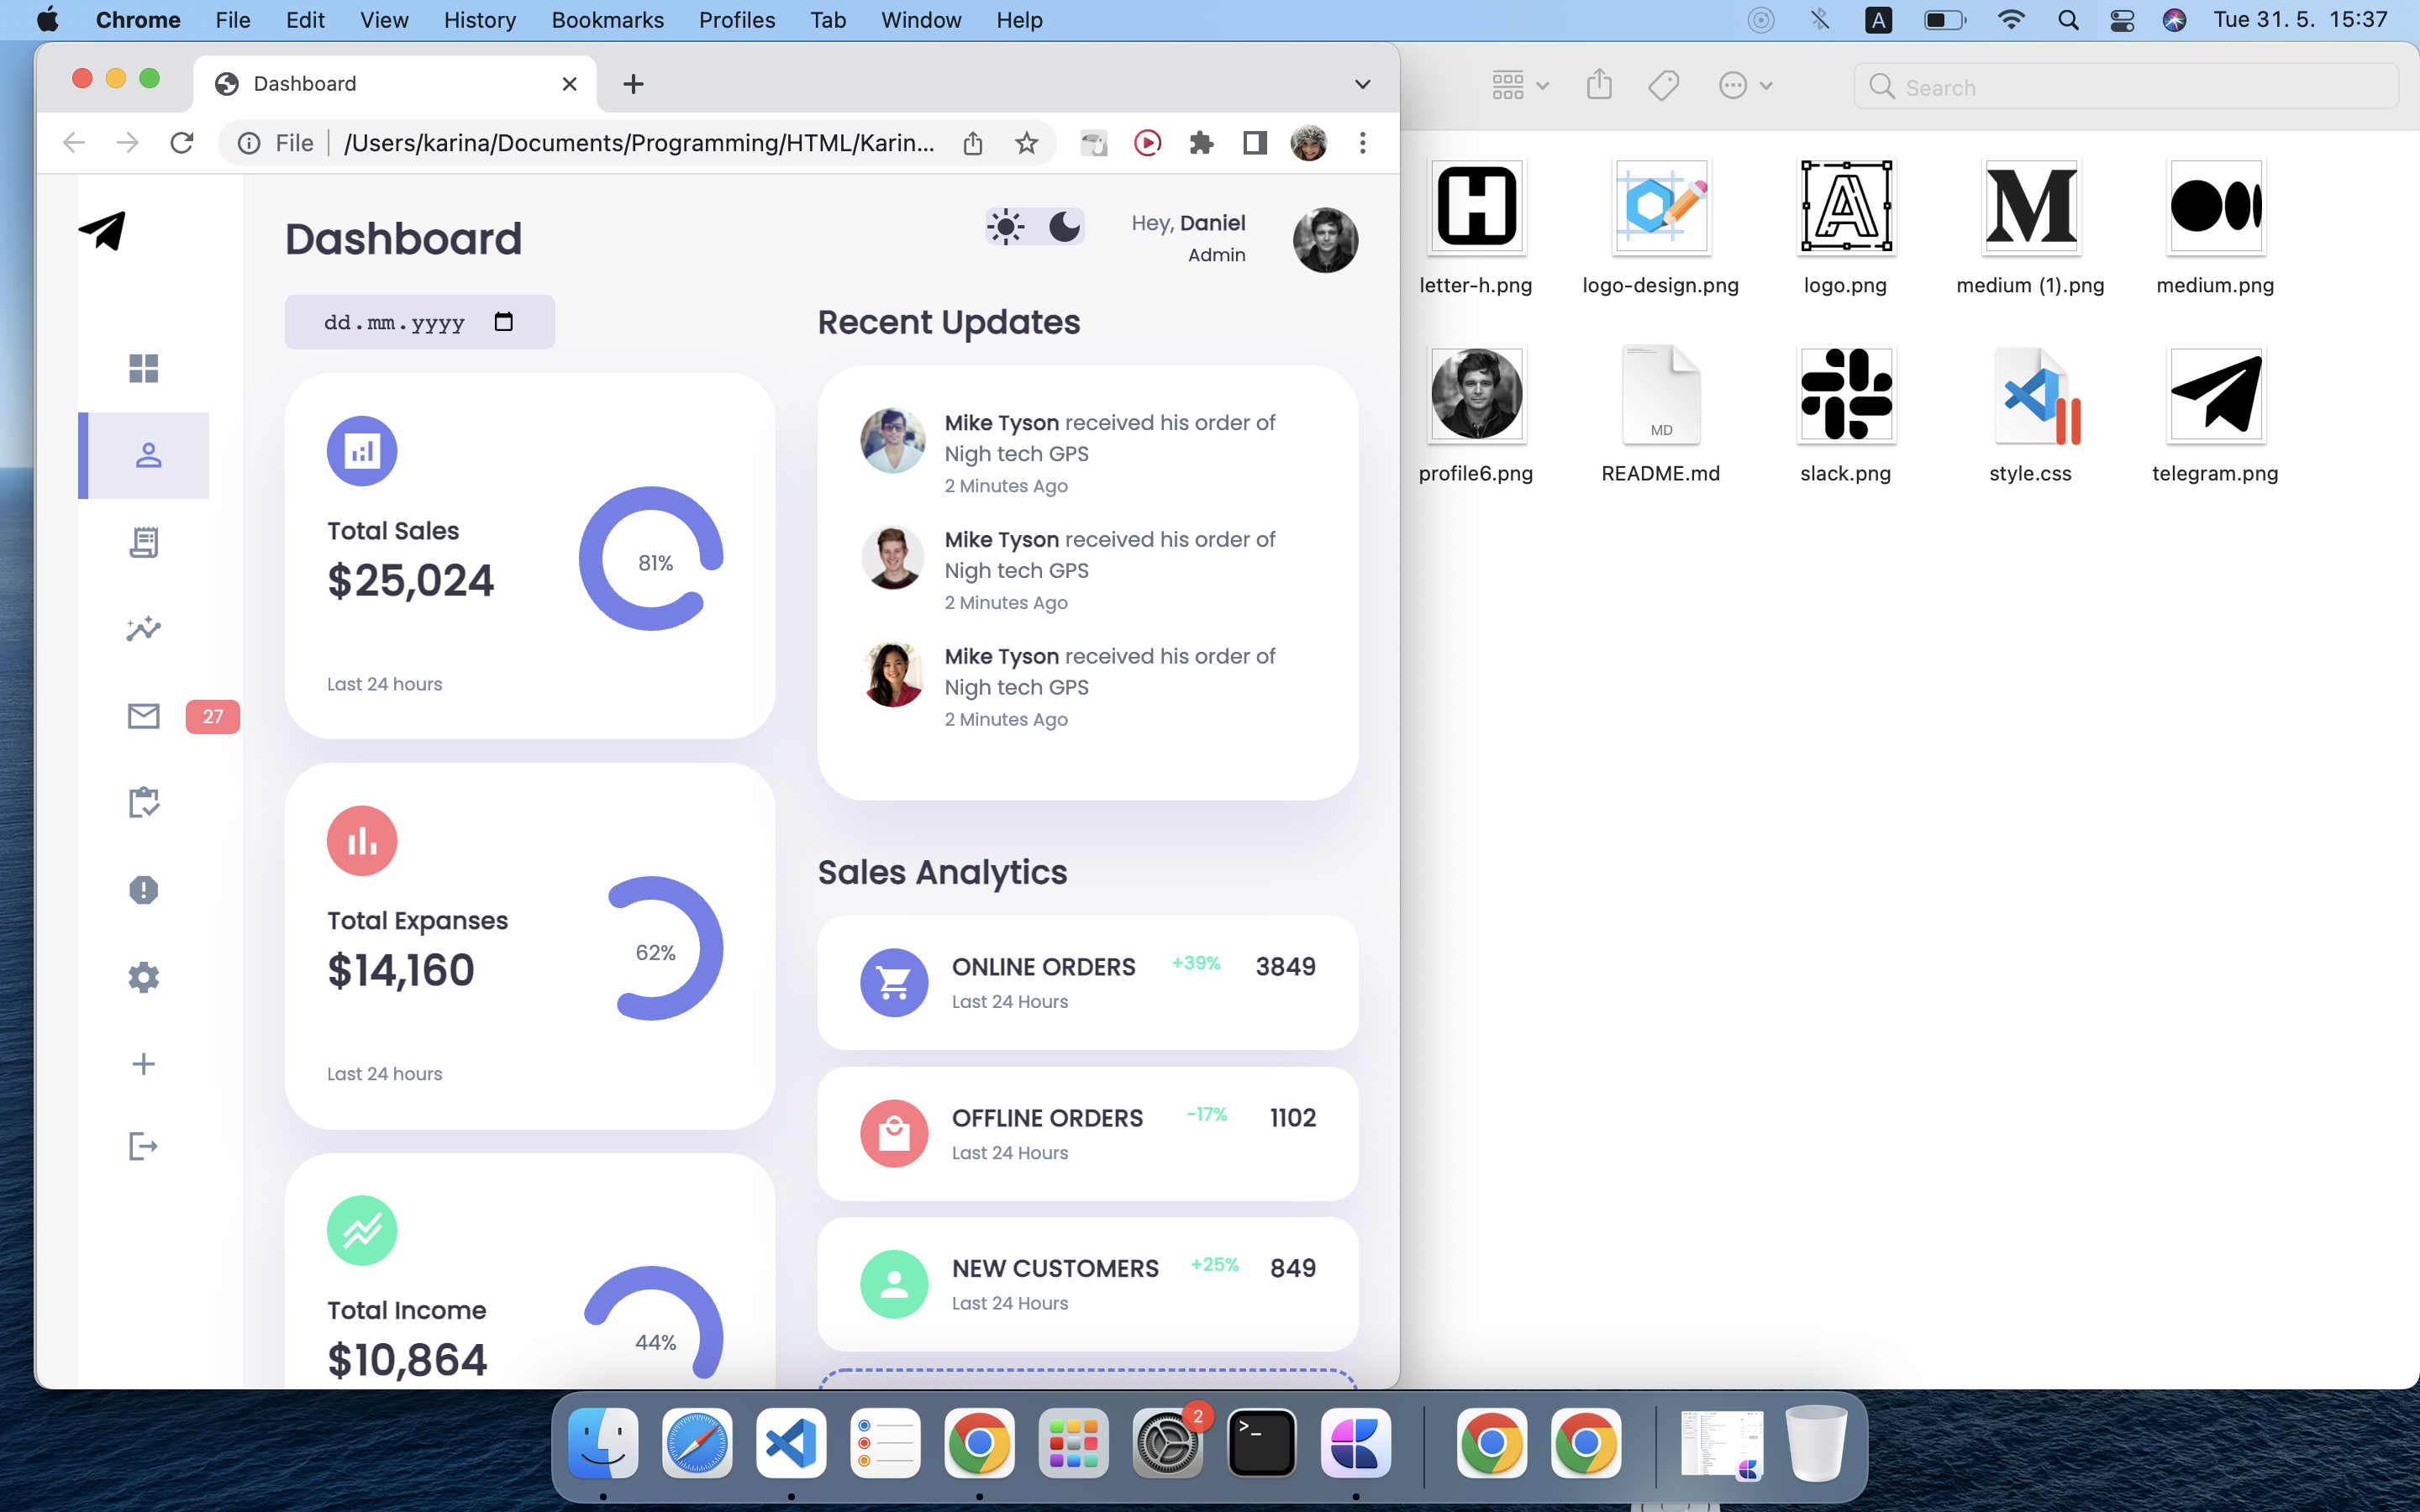 Chrome File Edit View History Bookmarks Profiles Tab Window Help
A
Tue 31. 5. 15:37
Dashboard
File /Users/karina/Documents/Programming/HTML/Karin...
Search
Dashboard
Hey, Daniel
Admin
dd.mm.yyyy
Total Sales
$25,024
81%
Last 24 hours
27
Total Expanses
$14,160
62%
Last 24 hours
Total Income
$10,864
44%
Recent Updates
Mike Tyson received his order of
Nigh tech GPS
2 Minutes Ago
Mike Tyson received his order of
Nigh tech GPS
2 Minutes Ago
Mike Tyson received his order of
Nigh tech GPS
2 Minutes Ago
Sales Analytics
ONLINE ORDERS +39% 3849
Last 24 Hours
OFFLINE ORDERS -17% 1102
Last 24 Hours
NEW CUSTOMERS +25% 849
Last 24 Hours
H
A
M
letter-h.png logo-design.png logo.png medium (1).png medium.png
MD
profile6.png README.md slack.png style.css telegram.png
2
>_